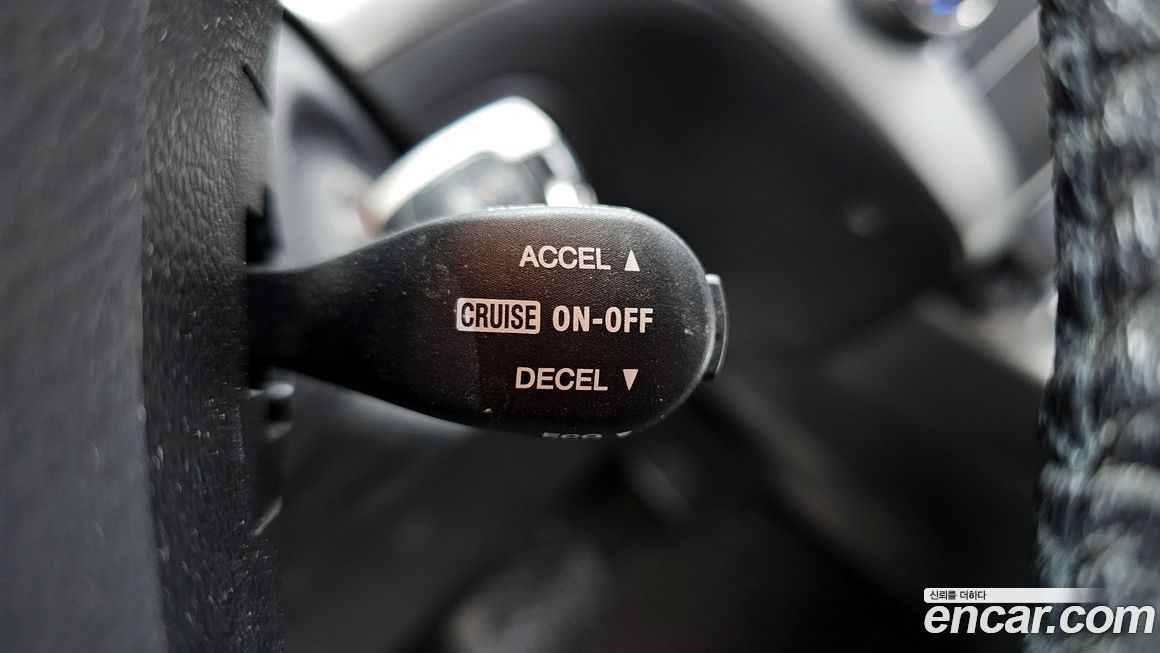 ACCEL ▲
CRUISE ON-OFF
DECEL ▼
신뢰를 더하다
encar.com